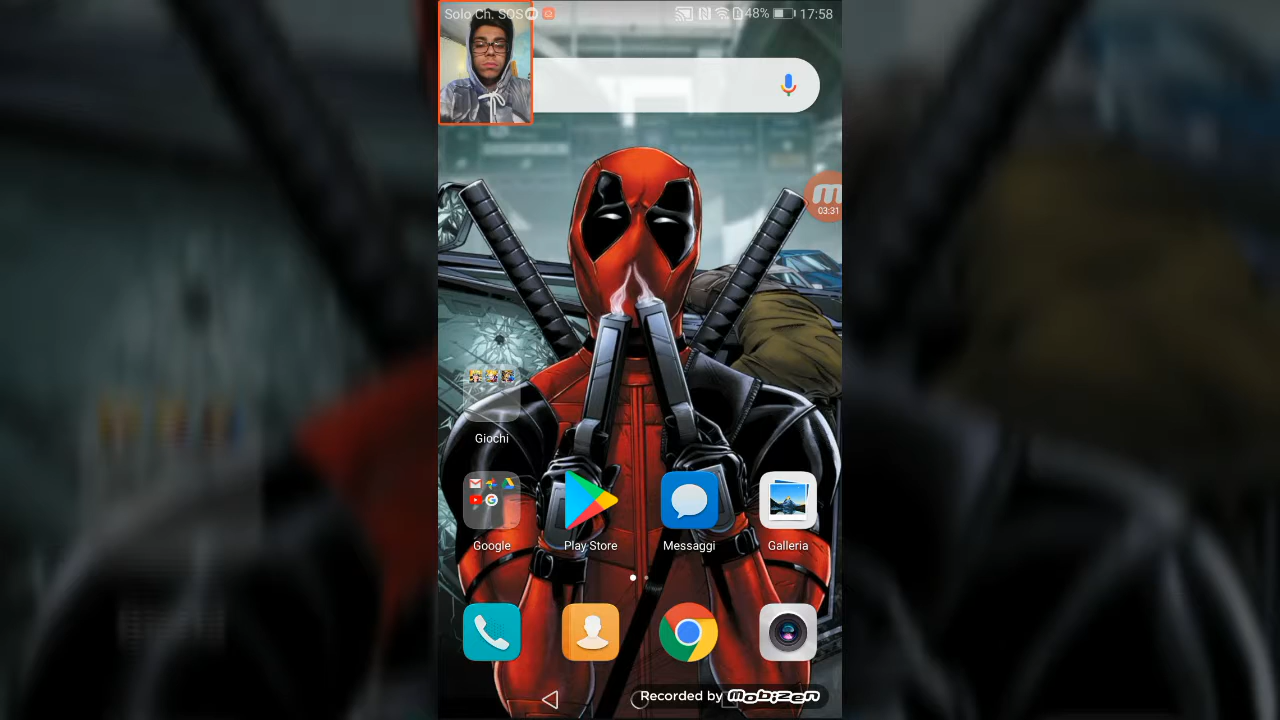 Solo Ch. SOS 48% 17:58
03:31
Giochi
Google Play Store Messaggi Galleria
Recorded by mobizen